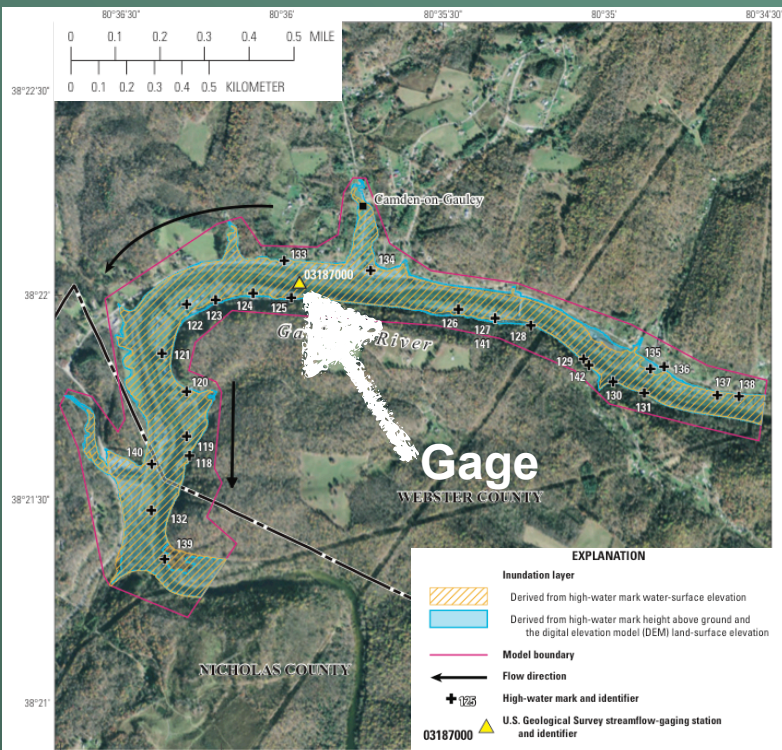 80°36'30"
80°36'
80°35'30"
80°35'
80°34'30"
0 0.1 0.2 0.3 0.4 0.5 MILE
0 0.1 0.2 0.3 0.4 0.5 KILOMETER
38°22'30"
Camden-on-Gauley
133
134
03187000
38°22'
122
123
124
125
126
127
141
128
River
121
129
142
135
136
120
130
131
137
138
119
118
140
Gage
38°21'30"
WEBSTER COUNTY
132
139
EXPLANATION
Inundation layer
Derived from high-water mark water-surface elevation
Derived from high-water mark height above ground and
the digital elevation model (DEM) land-surface elevation
Model boundary
Flow direction
125 High-water mark and identifier
03187000 U.S. Geological Survey streamflow-gaging station
and identifier
NICHOLAS COUNTY
38°21'